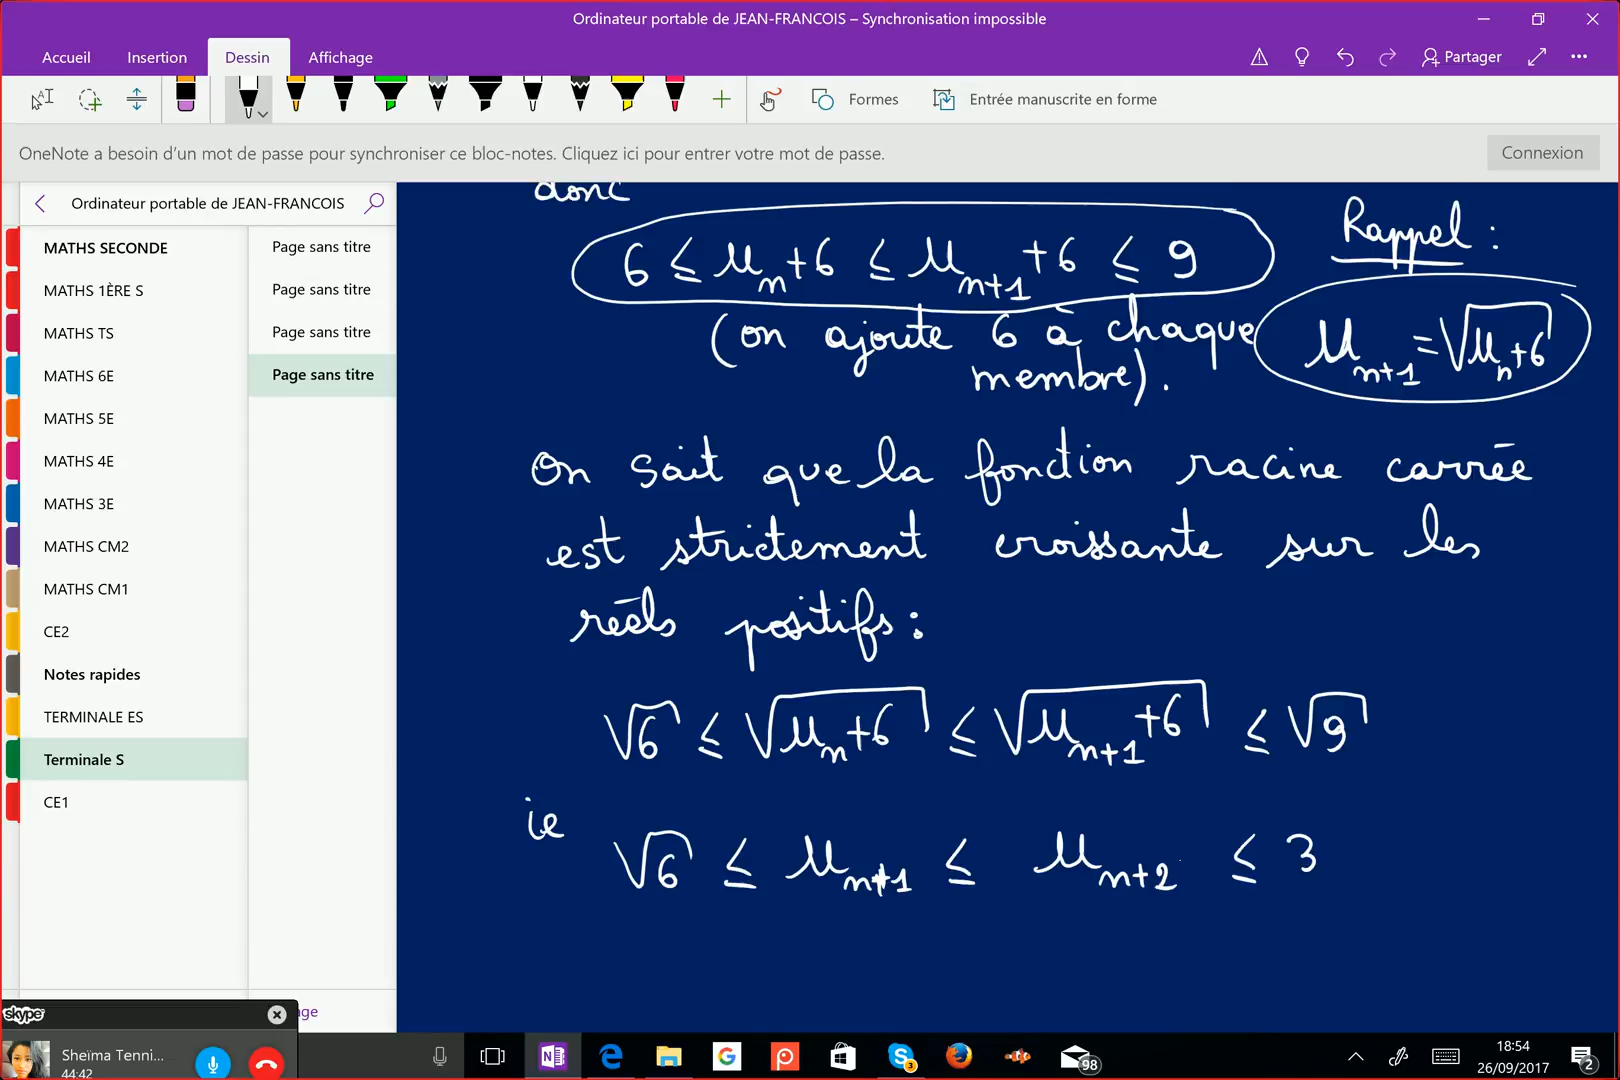 Ordinateur portable de JEAN-FRANCOIS – Synchronisation impossible
Accueil Insertion Dessin Affichage Partager
Formes Entrée manuscrite en forme
OneNote a besoin d’un mot de passe pour synchroniser ce bloc-notes. Cliquez ici pour entrer votre mot de passe. Connexion
Ordinateur portable de JEAN-FRANCOIS
MATHS SECONDE
MATHS 1ÈRE S
MATHS TS
MATHS 6E
MATHS 5E
MATHS 4E
MATHS 3E
MATHS CM2
MATHS CM1
CE2
Notes rapides
TERMINALE ES
Terminale S
CE1
Page sans titre
Page sans titre
Page sans titre
Page sans titre
donc
6 ≤ u_n+6 ≤ u_{n+1}+6 ≤ 9
(on ajoute 6 à chaque
membre).
Rappel :
u_{n+1} = √(u_n+6)
On sait que la fonction racine carrée
est strictement croissante sur les
réels positifs :
√6 ≤ √(u_n+6) ≤ √(u_{n+1}+6) ≤ √9
ie
√6 ≤ u_{n+1} ≤ u_{n+2} ≤ 3
skype
Sheïma Tenni...
44:42
98
18:54
26/09/2017
2